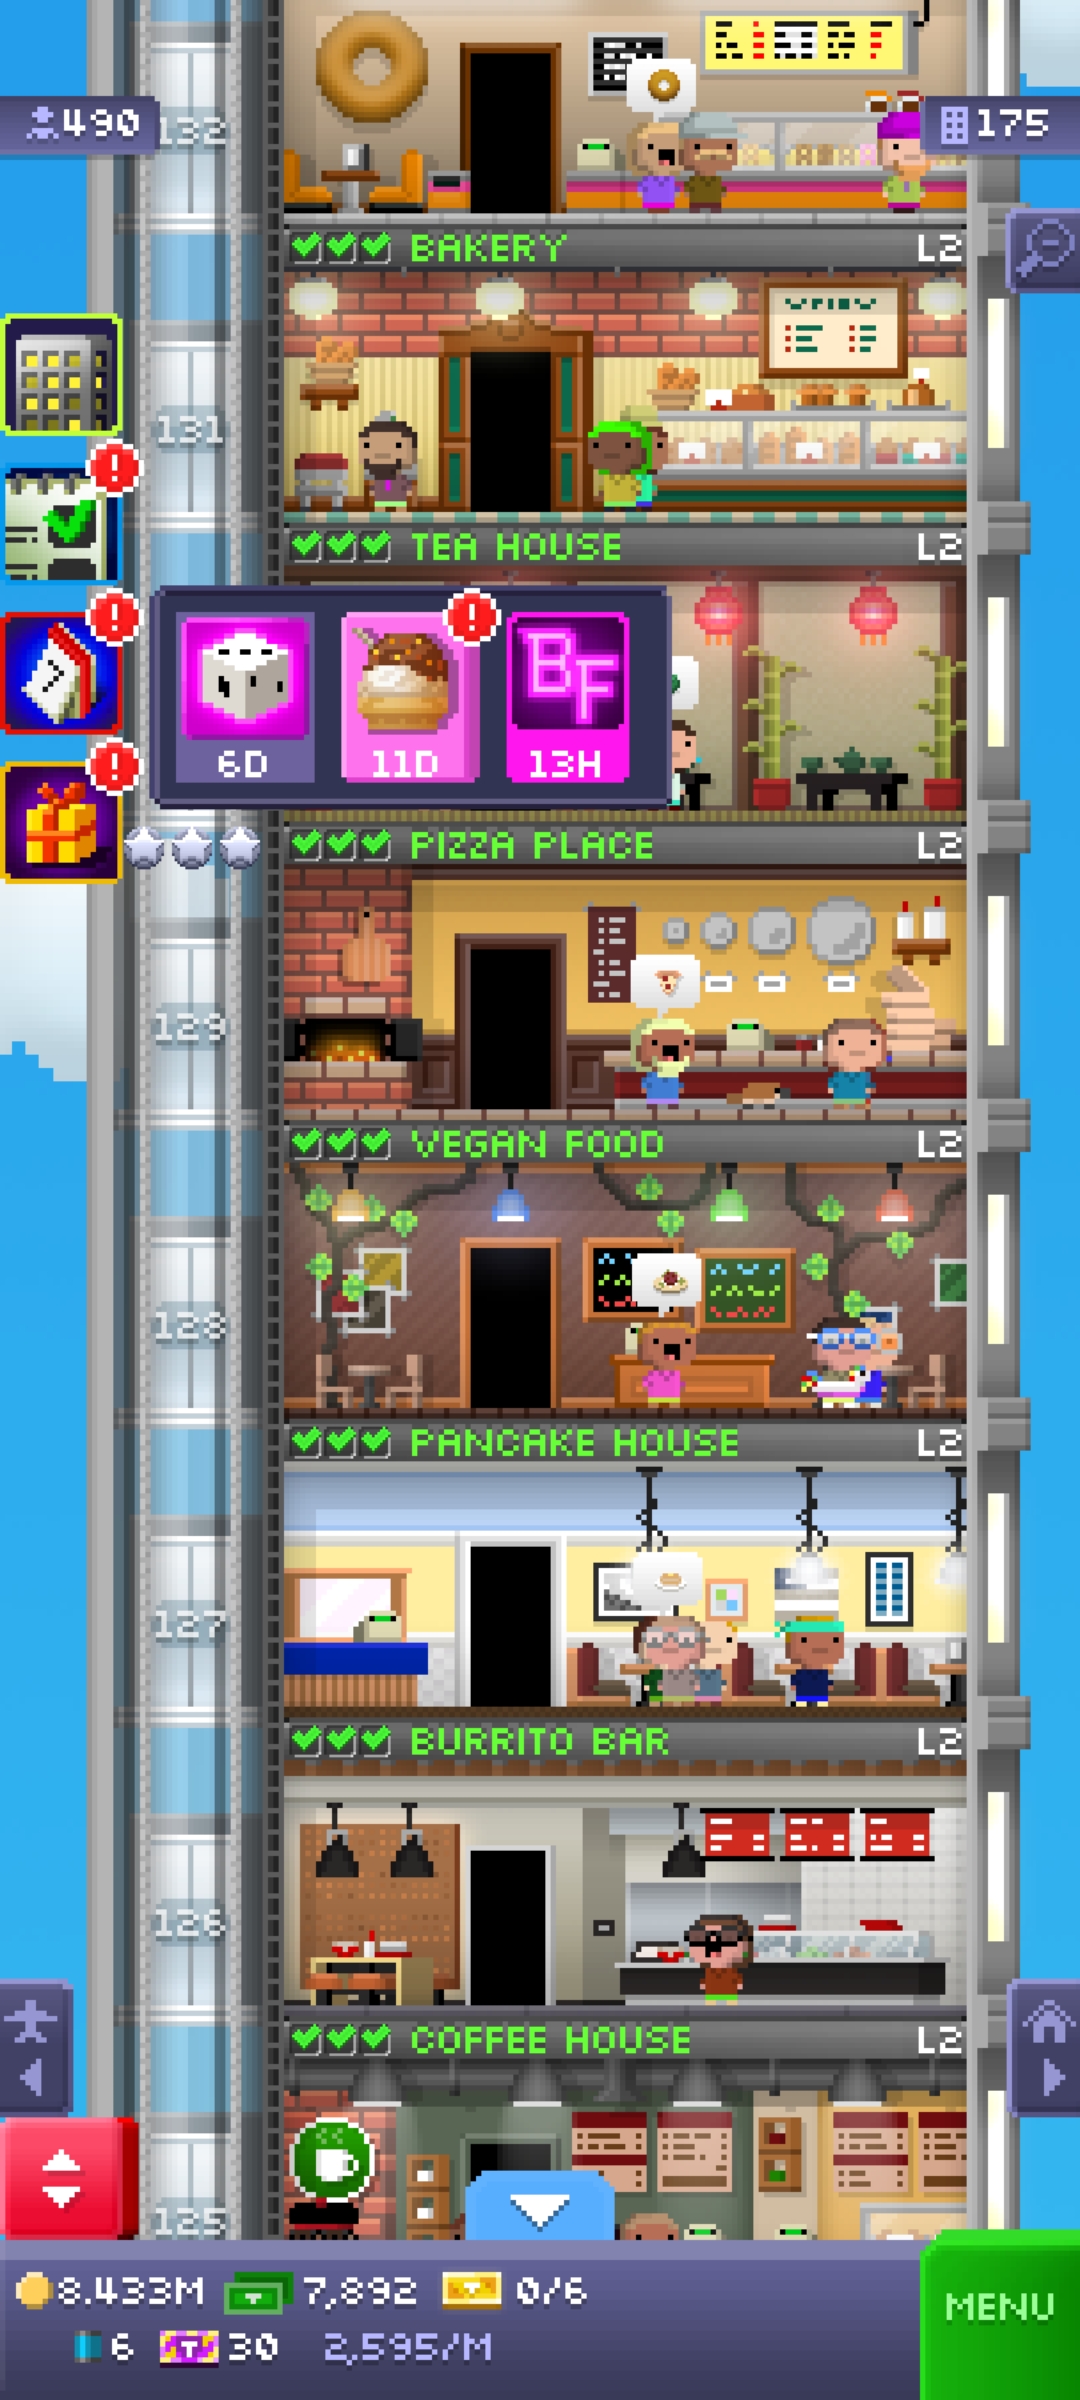 490
132
175
BAKERY L2
131
TEA HOUSE L2
6D
11D
BF
13H
PIZZA PLACE L2
129
VEGAN FOOD L2
128
PANCAKE HOUSE L2
127
BURRITO BAR L2
126
COFFEE HOUSE L2
125
8.433M 7,892 0/6
6 T 30 2,595/M
MENU